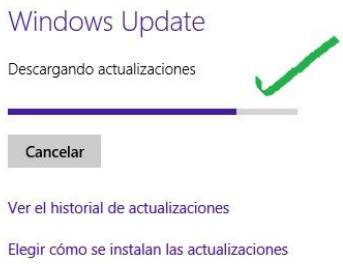 Windows Update
Descargando actualizaciones
Cancelar
Ver el historial de actualizaciones
Elegir cómo se instalan las actualizaciones